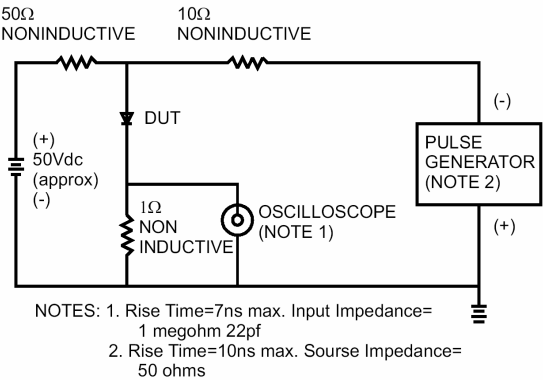 50Ω
NONINDUCTIVE
10Ω
NONINDUCTIVE
(+)
50Vdc
(approx)
(-)
DUT
1Ω
NON
INDUCTIVE
OSCILLOSCOPE
(NOTE 1)
(-)
PULSE
GENERATOR
(NOTE 2)
(+)
NOTES: 1. Rise Time=7ns max. Input Impedance=
1 megohm 22pf
2. Rise Time=10ns max. Sourse Impedance=
50 ohms